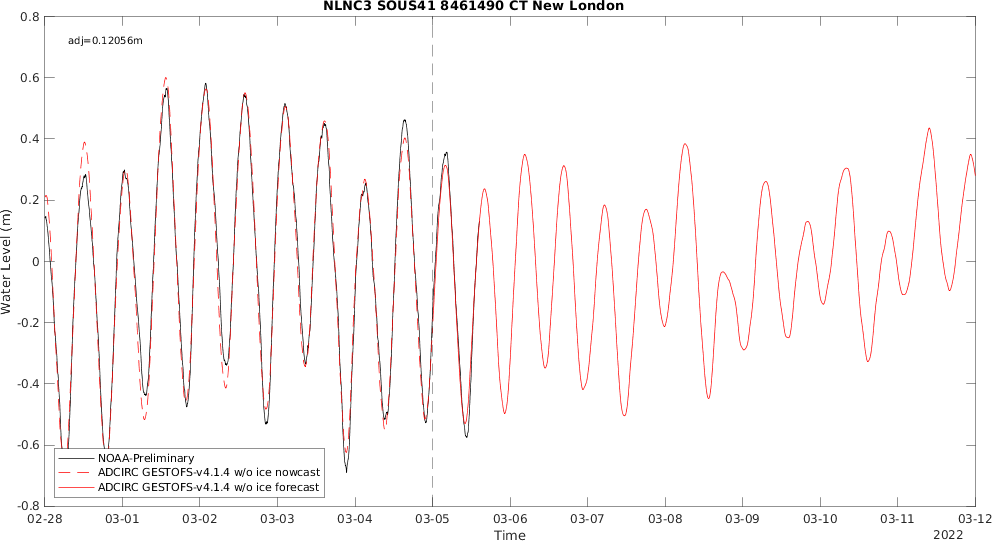 NLNC3 SOUS41 8461490 CT New London
adj=0.12056m
0.8
0.6
0.4
0.2
0
-0.2
-0.4
-0.6
-0.8
Water Level (m)
NOAA-Preliminary
ADCIRC GESTOFS-v4.1.4 w/o ice nowcast
ADCIRC GESTOFS-v4.1.4 w/o ice forecast
02-28 03-01 03-02 03-03 03-04 03-05 03-06 03-07 03-08 03-09 03-10 03-11 03-12
Time
2022